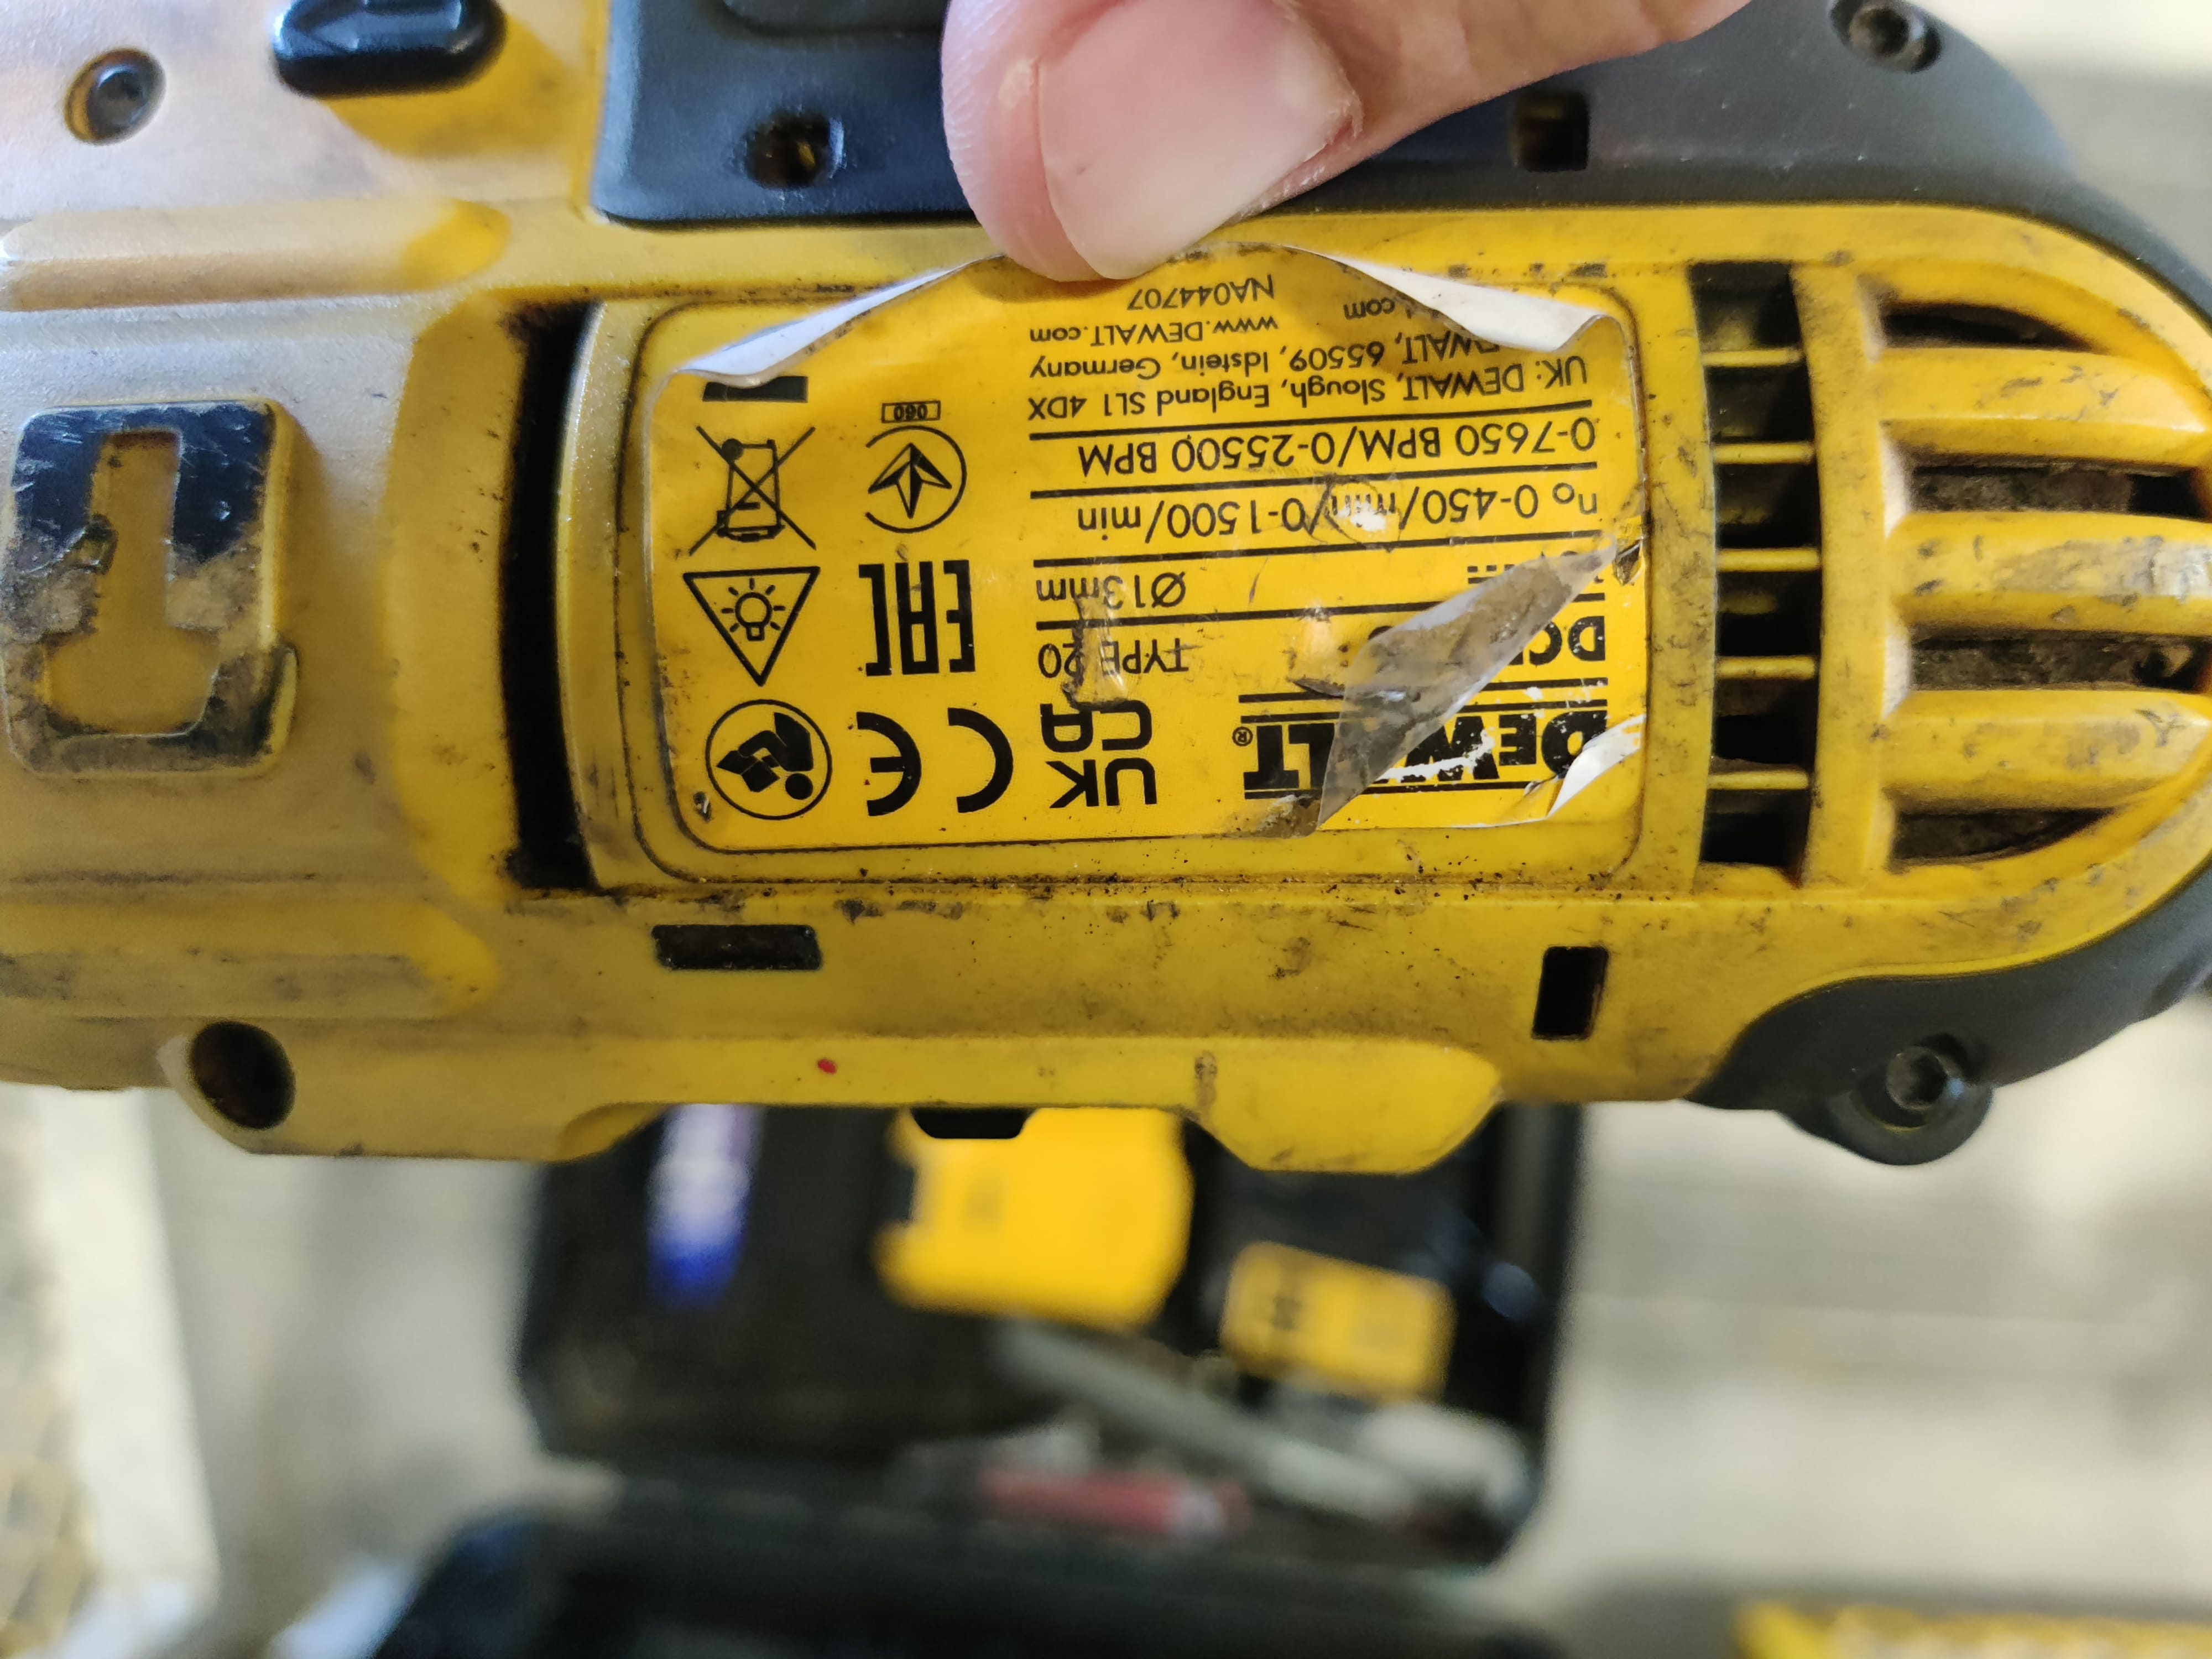 DEWALT®
UK
CA
CE
TYPE 20
Ø13mm
EAC
n₀ 0-450/min/0-1500/min
0-7650 BPM/0-25500 BPM
060
UK: DEWALT, Slough, England SL1 4DX
EWALT, 65509, Idstein, Germany
.com
www.DEWALT.com
NA044707